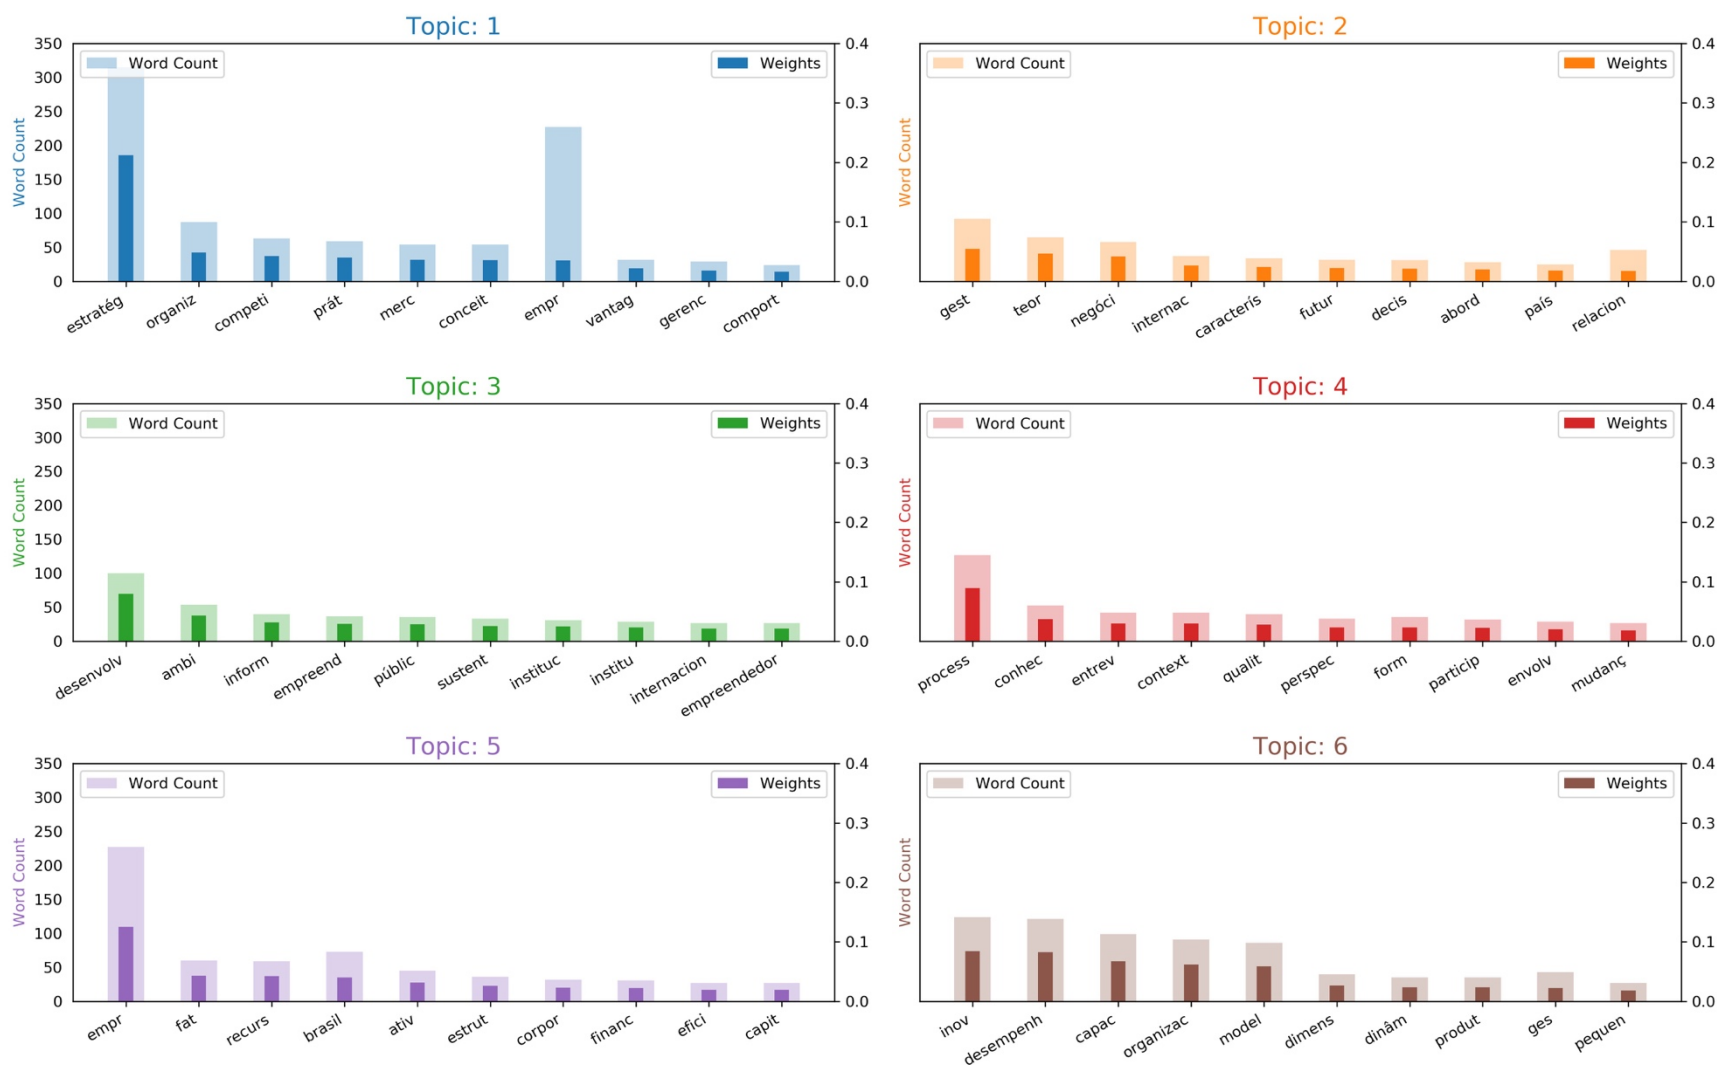 Topic: 1
Word Count
Weights
Word Count
350
300
250
200
150
100
50
0
0.4
0.3
0.2
0.1
0.0
estratég organiz competi prát merc conceit empr vantag gerenc comport
Topic: 2
Word Count
Weights
Word Count
0.4
0.3
0.2
0.1
0.0
gest teor negóci internac caracterís futur decis abord país relacion
Topic: 3
Word Count
Weights
Word Count
350
300
250
200
150
100
50
0
0.4
0.3
0.2
0.1
0.0
desenvolv ambi inform empreend públic sustent instituc institu internacion empreendedor
Topic: 4
Word Count
Weights
Word Count
0.4
0.3
0.2
0.1
0.0
process conhec entrev context qualit perspec form particip envolv mudanç
Topic: 5
Word Count
Weights
Word Count
350
300
250
200
150
100
50
0
0.4
0.3
0.2
0.1
0.0
empr fat recurs brasil ativ estrut corpor financ efici capit
Topic: 6
Word Count
Weights
Word Count
0.4
0.3
0.2
0.1
0.0
inov desempenh capac organizac model dimens dinâm produt ges pequen